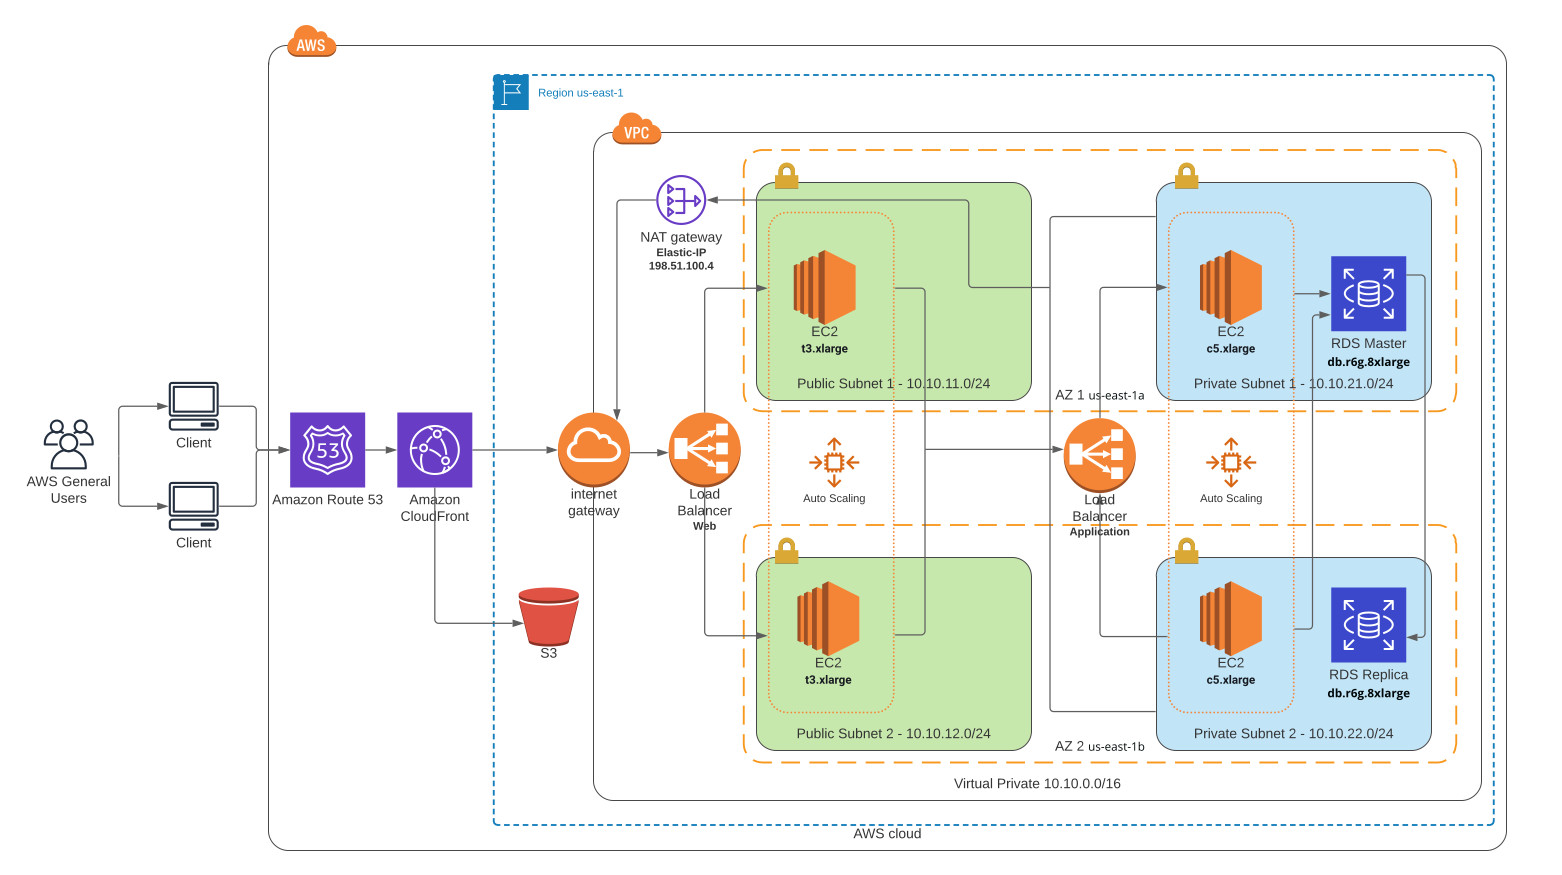 AWS
Region us-east-1
VPC
NAT gateway
Elastic-IP
198.51.100.4
EC2
t3.xlarge
Public Subnet 1 - 10.10.11.0/24
EC2
c5.xlarge
RDS Master
db.r6g.8xlarge
Private Subnet 1 - 10.10.21.0/24
AZ 1 us-east-1a
AWS General
Users
Client
Client
53
Amazon Route 53
Amazon
CloudFront
internet
gateway
Load
Balancer
Web
Auto Scaling
Load
Balancer
Application
Auto Scaling
S3
EC2
t3.xlarge
Public Subnet 2 - 10.10.12.0/24
EC2
c5.xlarge
RDS Replica
db.r6g.8xlarge
Private Subnet 2 - 10.10.22.0/24
AZ 2 us-east-1b
Virtual Private 10.10.0.0/16
AWS cloud